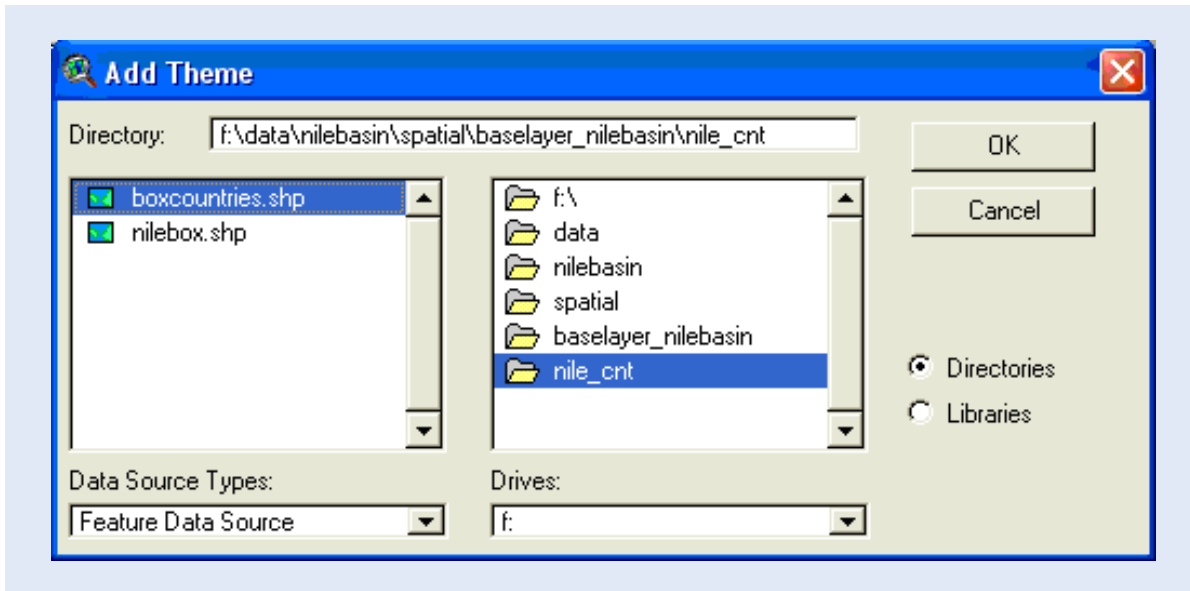 Add Theme
Directory: f:\data\nilebasin\spatial\baselayer_nilebasin\nile_cnt
OK
Cancel
boxcountries.shp
nilebox.shp
f:\
data
nilebasin
spatial
baselayer_nilebasin
nile_cnt
Directories
Libraries
Data Source Types:
Feature Data Source
Drives:
f: